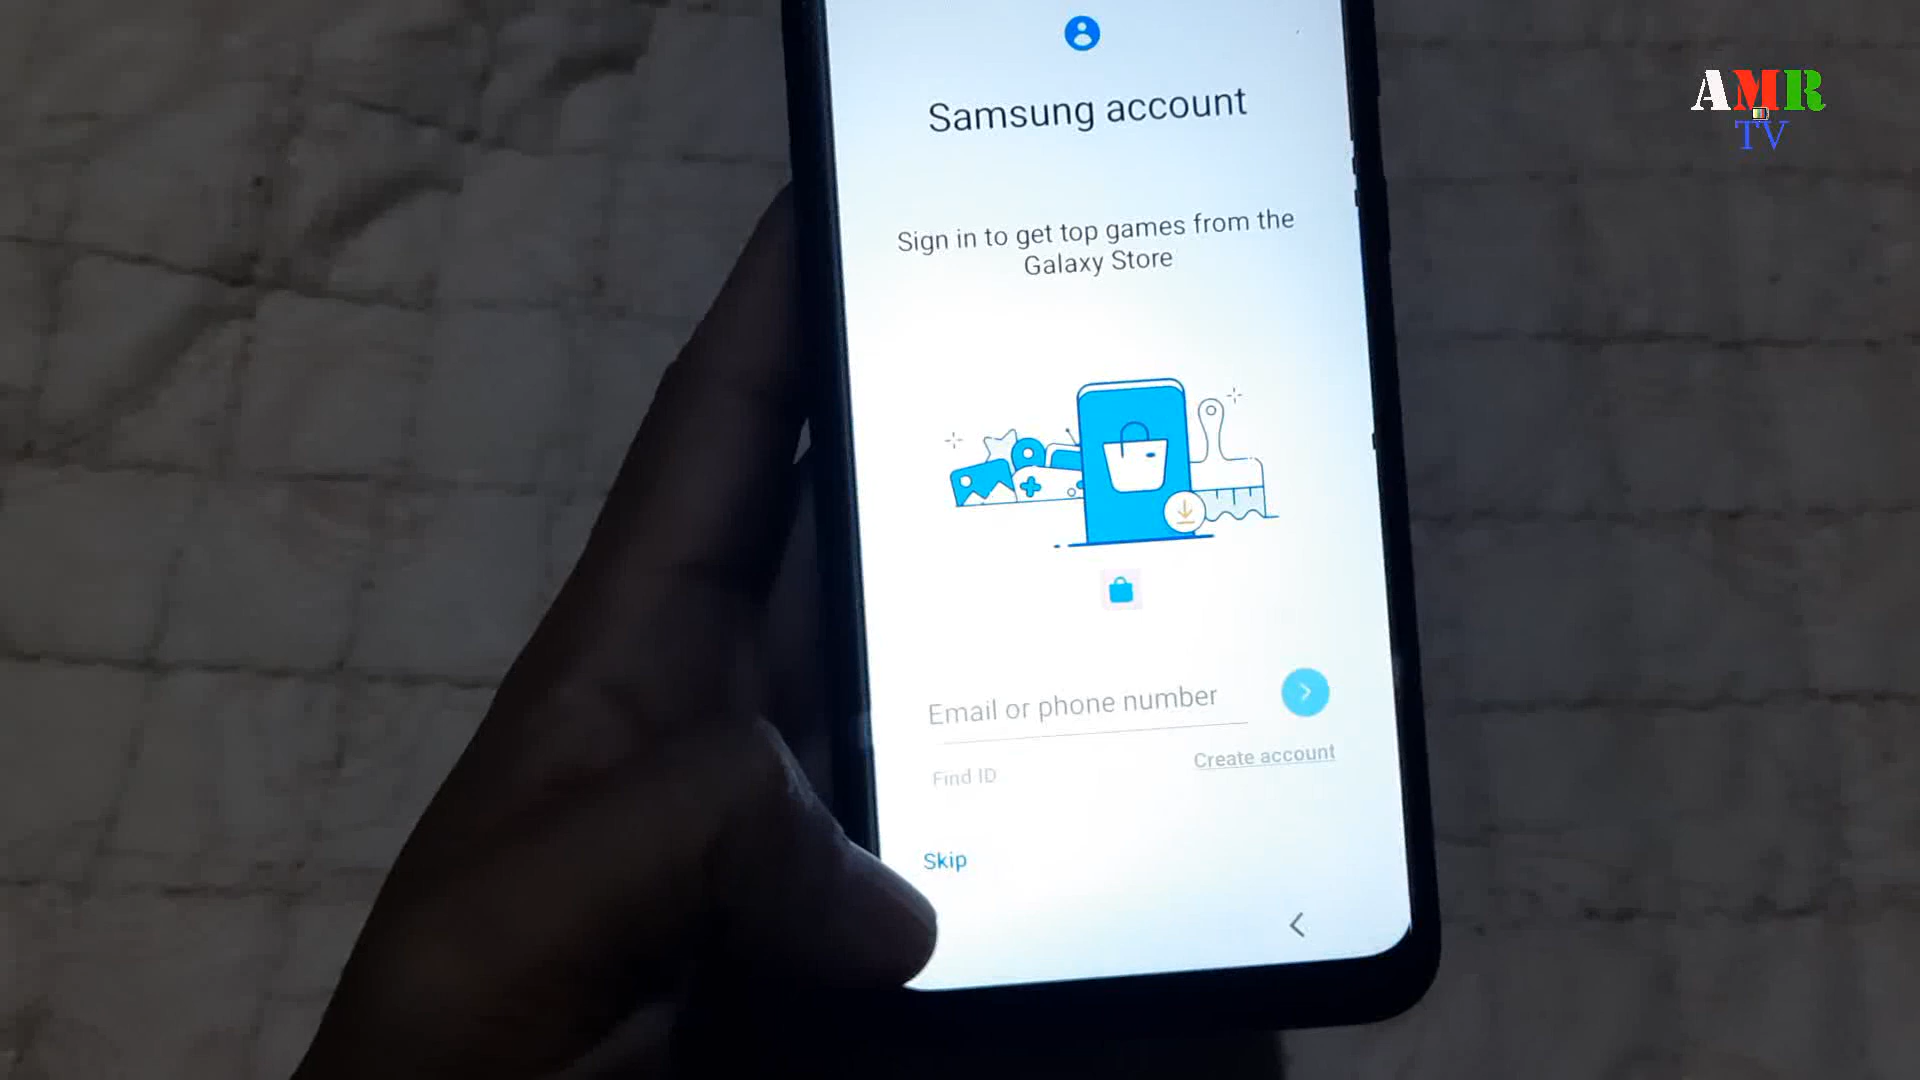 AMR
TV
Samsung account
Sign in to get top games from the
Galaxy Store
Email or phone number
Create account
Find ID
Skip